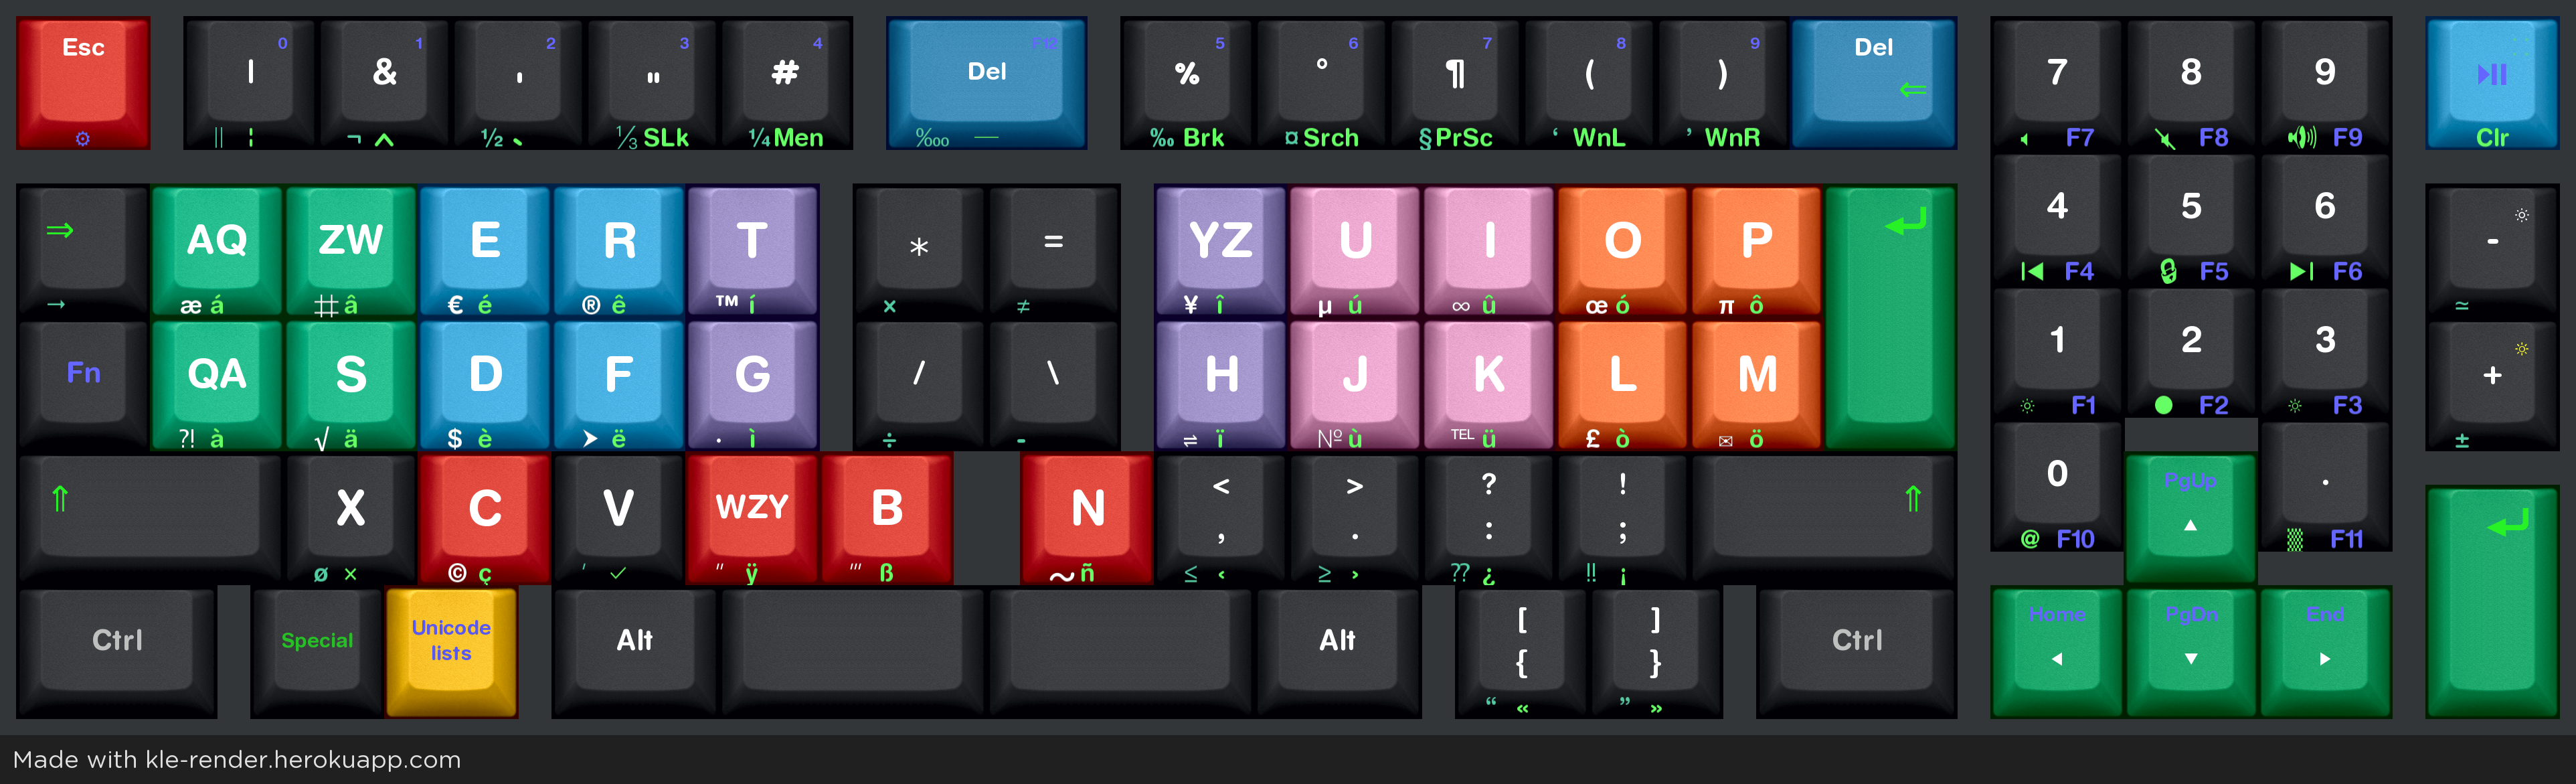 Esc ⚙
0 | || ¦
1 & ¬ ^
2 ' ½ `
3 " ⅓ SLk
4 # ¼ Men
F12 Del ‱ —
5 % ‰ Brk
6 ° ¤ Srch
7 ¶ § PrSc
8 ( ‘ WnL
9 ) ’ WnR
Del ⇐
7 F7
8 F8
9 F9
⏯ Clr
⇒ →
AQ æ á
ZW # â
E € é
R ® ê
T ™ í
* ×
= ≠
YZ ¥ î
U µ ú
I ∞ û
O œ ó
P π ô
↵
4 F4
5 F5
6 F6
- ☼ ≃
Fn
QA ?! à
S √ ä
D $ è
F ➤ ë
G · ì
/ ÷
\ -
H ⇌ ï
J № ù
K TEL ü
L £ ò
M ✉ ö
1 F1
2 F2
3 F3
+ ☼ ±
⇑
X ø ×
C © ç
V ′ ✓
WZY ″ ÿ
B ‴ ß
N ~ ñ
< , ≤ ‹
> . ≥ ›
? : ⁇ ¿
! ; ‼ ¡
⇑
0 @ F10
PgUp ▲
. ▒ F11
↵
Ctrl
Special
Unicode
lists
Alt
Alt
[ { “ «
] } ” »
Ctrl
Home ◀
PgDn ▼
End ▶
Made with kle-render.herokuapp.com